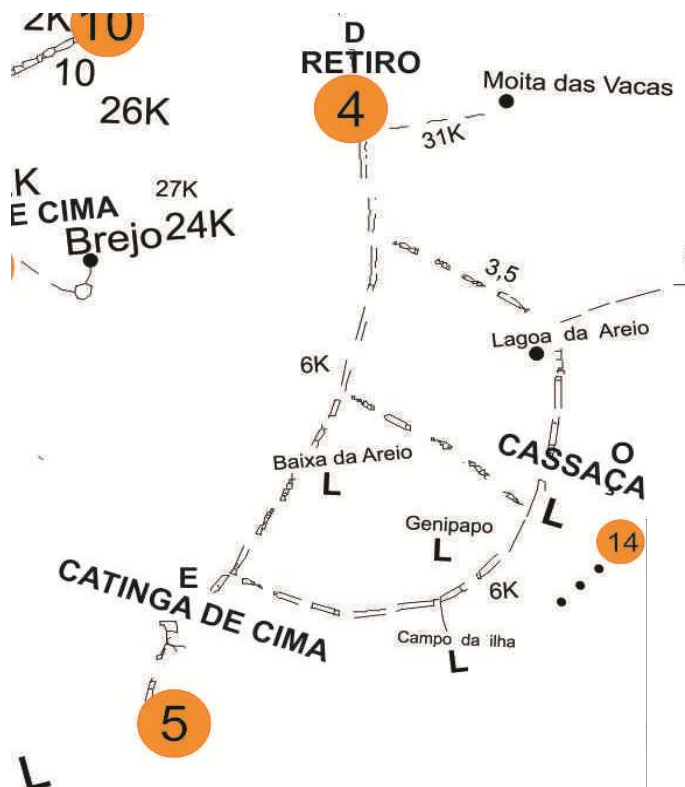 2K
10
10
26K
D
RETIRO
4
Moita das Vacas
31K
K
E CIMA
27K
Brejo 24K
3,5
Lagoa da Areio
6K
O
CASSAÇA
Baixa da Areio
L
L
Genipapo
L
14
E
CATINGA DE CIMA
6K
Campo da ilha
L
5
L